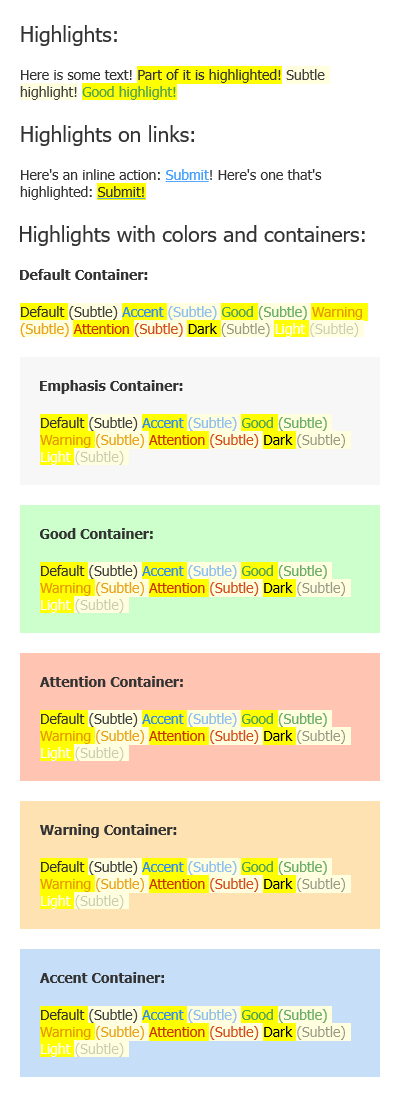 Highlights:
Here is some text! Part of it is highlighted! Subtle
highlight! Good highlight!
Highlights on links:
Here's an inline action: Submit! Here's one that's
highlighted: Submit!
Highlights with colors and containers:
Default Container:
Default (Subtle) Accent (Subtle) Good (Subtle) Warning
(Subtle) Attention (Subtle) Dark (Subtle) Light (Subtle)
Emphasis Container:
Default (Subtle) Accent (Subtle) Good (Subtle)
Warning (Subtle) Attention (Subtle) Dark (Subtle)
Light (Subtle)
Good Container:
Default (Subtle) Accent (Subtle) Good (Subtle)
Warning (Subtle) Attention (Subtle) Dark (Subtle)
Light (Subtle)
Attention Container:
Default (Subtle) Accent (Subtle) Good (Subtle)
Warning (Subtle) Attention (Subtle) Dark (Subtle)
Light (Subtle)
Warning Container:
Default (Subtle) Accent (Subtle) Good (Subtle)
Warning (Subtle) Attention (Subtle) Dark (Subtle)
Light (Subtle)
Accent Container:
Default (Subtle) Accent (Subtle) Good (Subtle)
Warning (Subtle) Attention (Subtle) Dark (Subtle)
Light (Subtle)